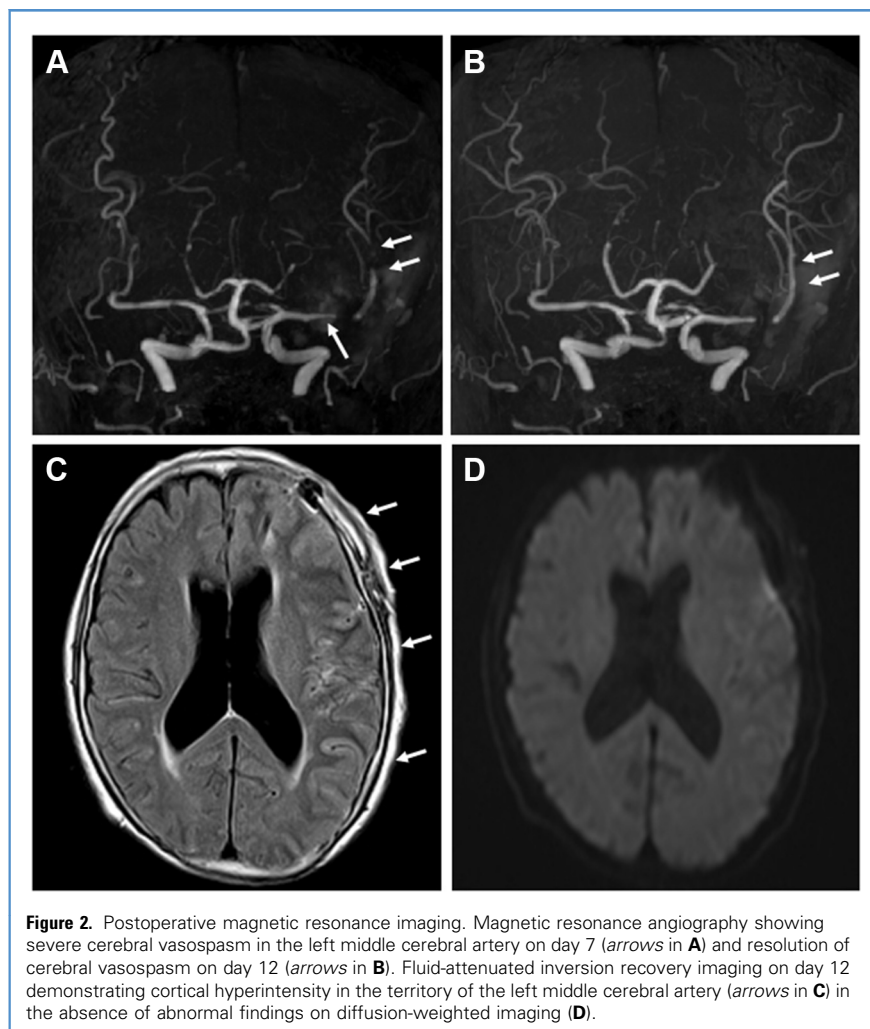 A
B
C
D
Figure 2. Postoperative magnetic resonance imaging. Magnetic resonance angiography showing
severe cerebral vasospasm in the left middle cerebral artery on day 7 (arrows in A) and resolution of
cerebral vasospasm on day 12 (arrows in B). Fluid-attenuated inversion recovery imaging on day 12
demonstrating cortical hyperintensity in the territory of the left middle cerebral artery (arrows in C) in
the absence of abnormal findings on diffusion-weighted imaging (D).